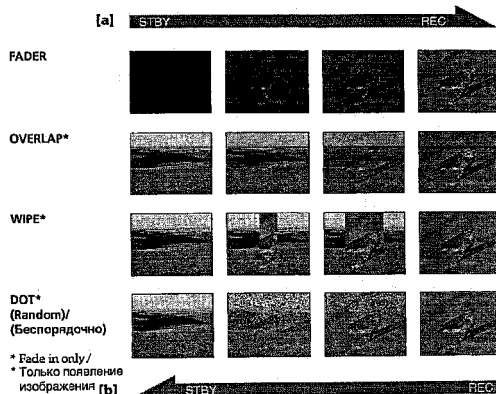 [a] STBY REC
FADER
OVERLAP*
WIPE*
DOT*
(Random)/
(Беспорядочно)
* Fade in only/
* Только появление
изображения [b] STBY REC